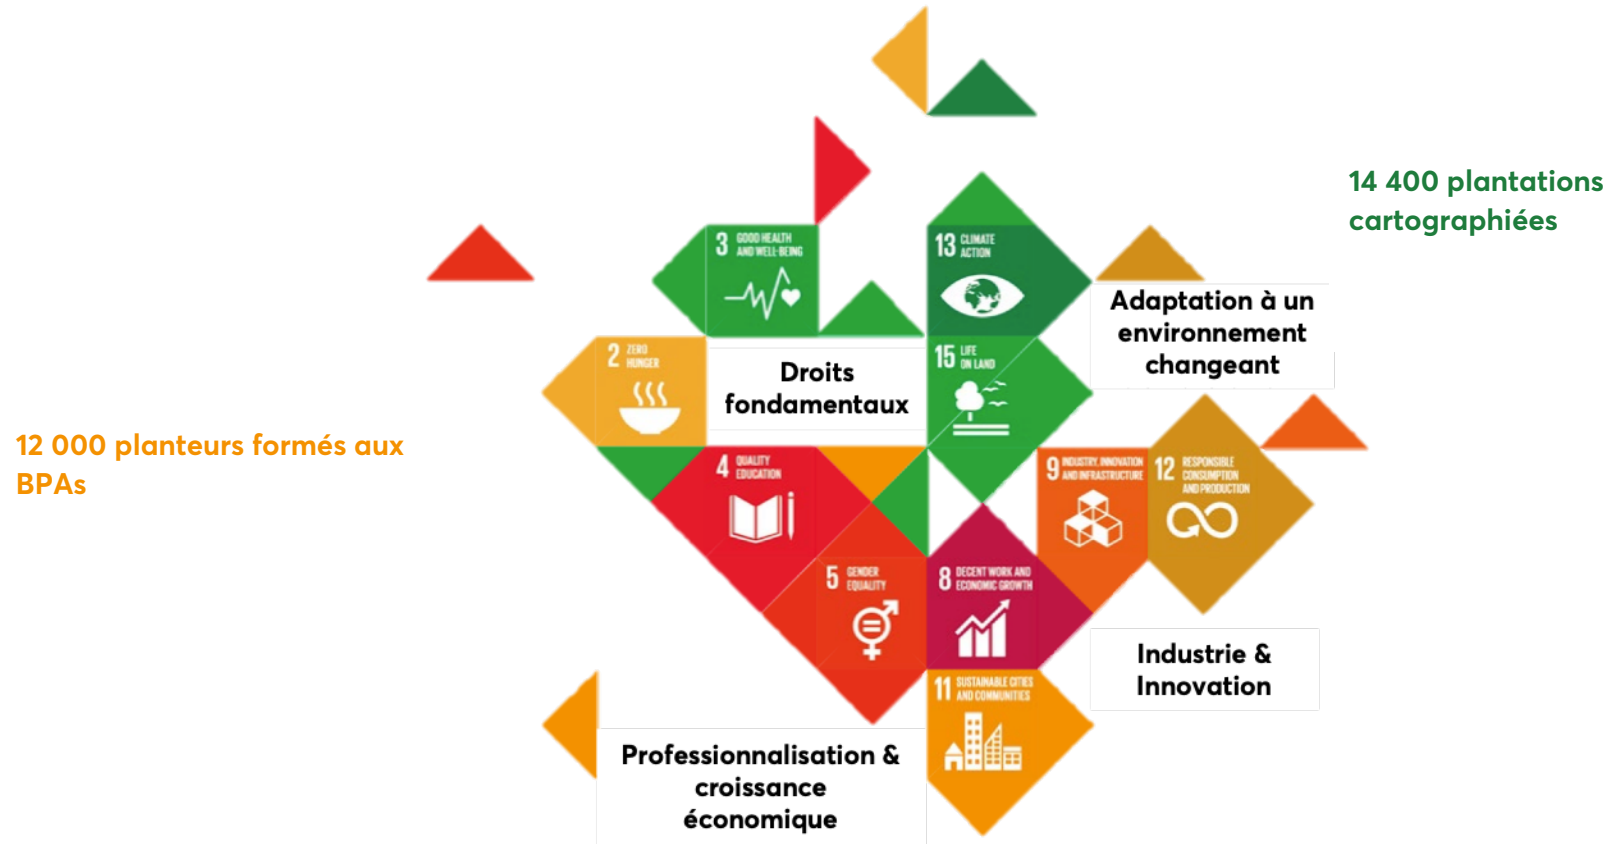 14 400 plantations
cartographiées
3 GOOD HEALTH
AND WELL-BEING
13 CLIMATE
ACTION
Adaptation à un
environnement
changeant
2 ZERO
HUNGER
Droits
fondamentaux
15 LIFE
ON LAND
12 000 planteurs formés aux
BPAs
4 QUALITY
EDUCATION
9 INDUSTRY, INNOVATION
AND INFRASTRUCTURE
12 RESPONSIBLE
CONSUMPTION
AND PRODUCTION
5 GENDER
EQUALITY
8 DECENT WORK AND
ECONOMIC GROWTH
Industrie &
Innovation
11 SUSTAINABLE CITIES
AND COMMUNITIES
Professionnalisation &
croissance
économique